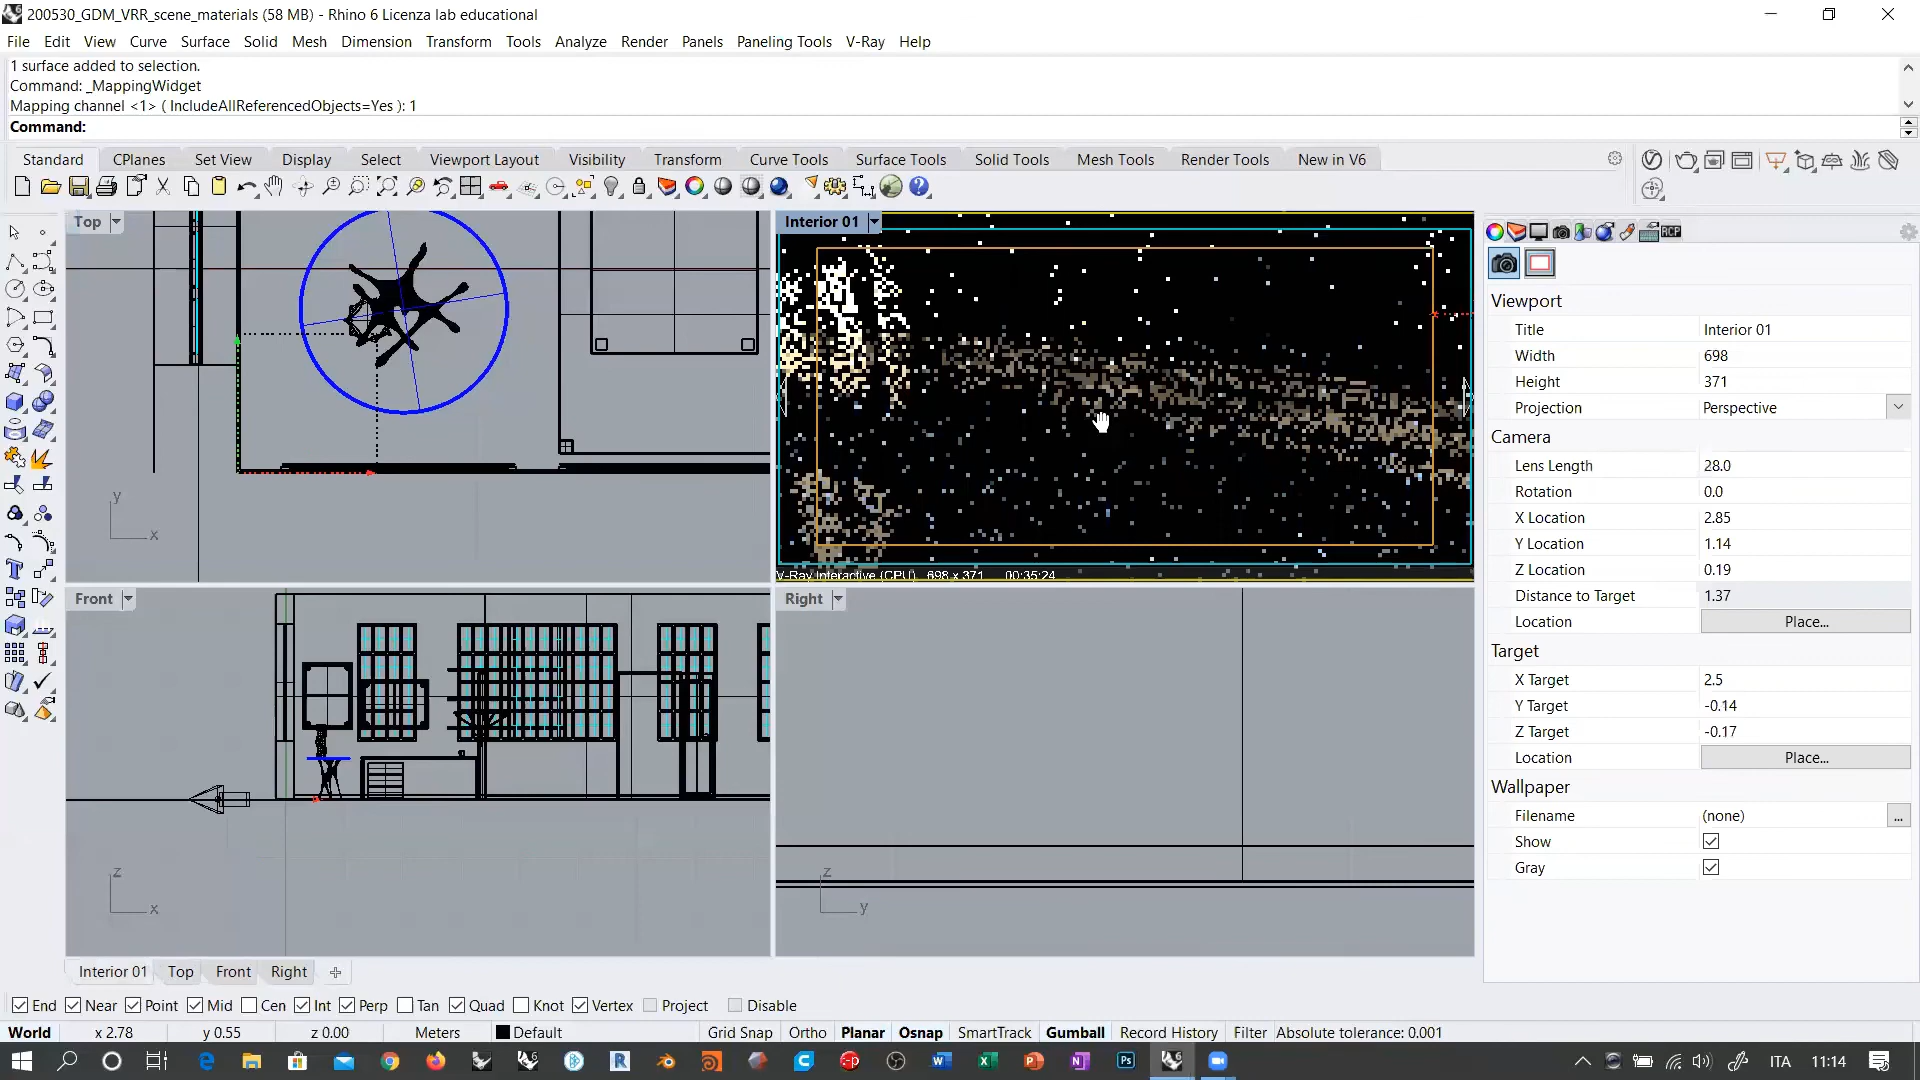 200530_GDM_VRR_scene_materials (58 MB) - Rhino 6 Licenza lab educational
File Edit View Curve Surface Solid Mesh Dimension Transform Tools Analyze Render Panels Paneling Tools V-Ray Help
1 surface added to selection.
Command: _MappingWidget
Mapping channel <1> ( IncludeAllReferencedObjects=Yes ): 1
Command:
Standard CPlanes Set View Display Select Viewport Layout Visibility Transform Curve Tools Surface Tools Solid Tools Mesh Tools Render Tools New in V6
Top
Interior 01
y
x
V-Ray Interactive (CPU) 698 x 371 00:35:24
Front
Right
z
x
z
y
RCP
Viewport
Title Interior 01
Width 698
Height 371
Projection Perspective
Camera
Lens Length 28.0
Rotation 0.0
X Location 2.85
Y Location 1.14
Z Location 0.19
Distance to Target 1.37
Location Place...
Target
X Target 2.5
Y Target -0.14
Z Target -0.17
Location Place...
Wallpaper
Filename (none) ...
Show
Gray
Interior 01 Top Front Right
End Near Point Mid Cen Int Perp Tan Quad Knot Vertex Project Disable
World x 2.78 y 0.55 z 0.00 Meters Default Grid Snap Ortho Planar Osnap SmartTrack Gumball Record History Filter Absolute tolerance: 0.001
ITA 11:14